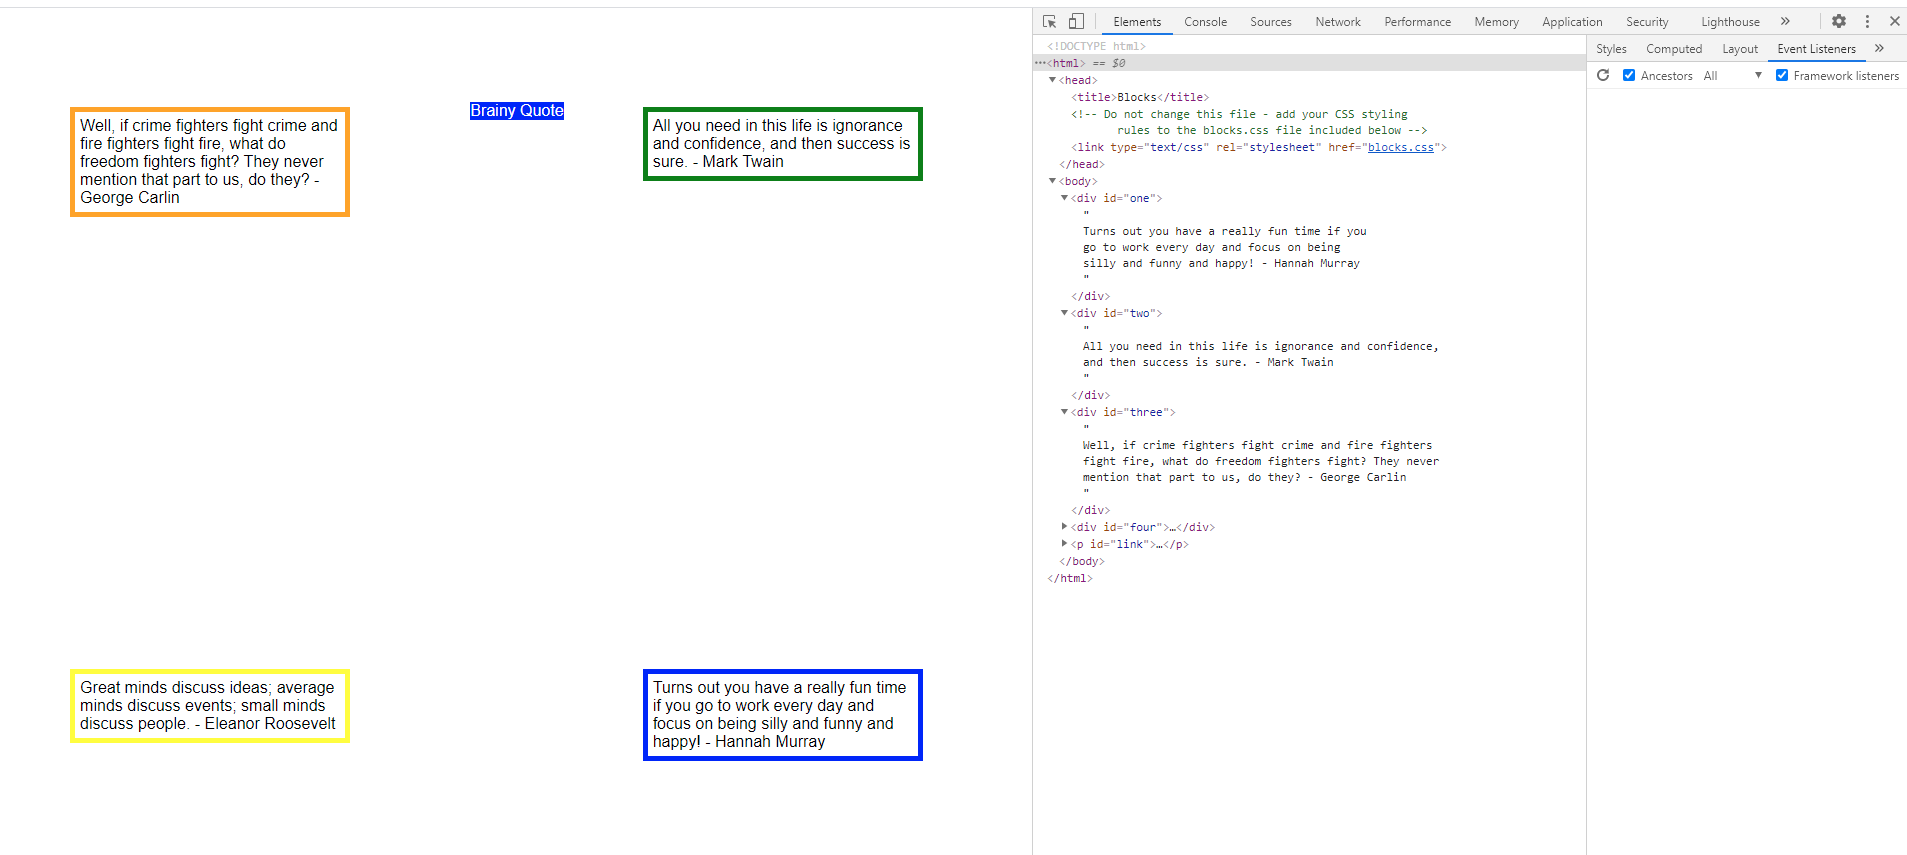 Well, if crime fighters fight crime and
fire fighters fight fire, what do
freedom fighters fight? They never
mention that part to us, do they? -
George Carlin
Brainy Quote
All you need in this life is ignorance
and confidence, and then success is
sure. - Mark Twain
Great minds discuss ideas; average
minds discuss events; small minds
discuss people. - Eleanor Roosevelt
Turns out you have a really fun time
if you go to work every day and
focus on being silly and funny and
happy! - Hannah Murray
Elements Console Sources Network Performance Memory Application Security Lighthouse »
<!DOCTYPE html>
•••<html> == $0
▼<head>
<title>Blocks</title>
<!-- Do not change this file - add your CSS styling
rules to the blocks.css file included below -->
<link type="text/css" rel="stylesheet" href="blocks.css">
</head>
▼<body>
▼<div id="one">
"
Turns out you have a really fun time if you
go to work every day and focus on being
silly and funny and happy! - Hannah Murray
"
</div>
▼<div id="two">
"
All you need in this life is ignorance and confidence,
and then success is sure. - Mark Twain
"
</div>
▼<div id="three">
"
Well, if crime fighters fight crime and fire fighters
fight fire, what do freedom fighters fight? They never
mention that part to us, do they? - George Carlin
"
</div>
▶<div id="four">…</div>
▶<p id="link">…</p>
</body>
</html>
Styles Computed Layout Event Listeners »
Ancestors All ▼ Framework listeners